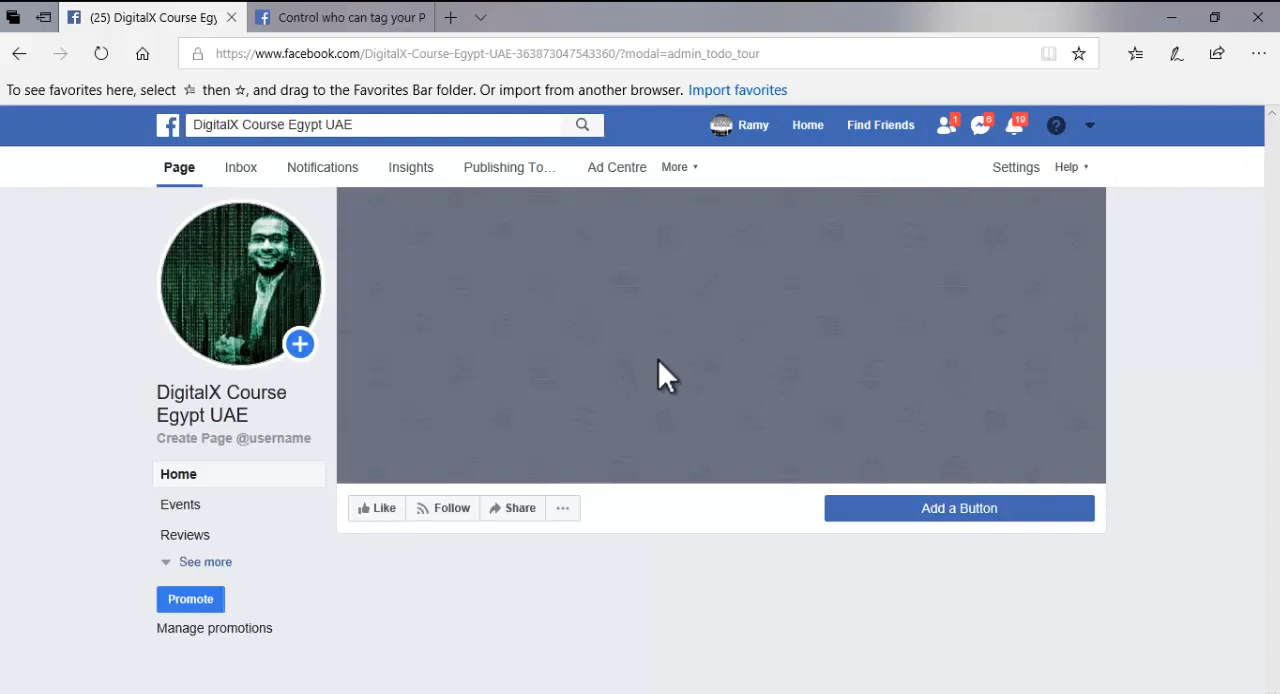 (25) DigitalX Course Egy
Control who can tag your P
https://www.facebook.com/DigitalX-Course-Egypt-UAE-363873047543360/?modal=admin_todo_tour
To see favorites here, select ☆ then ☆, and drag to the Favorites Bar folder. Or import from another browser. Import favorites
DigitalX Course Egypt UAE
Ramy Home Find Friends 1 6 19
Page Inbox Notifications Insights Publishing To... Ad Centre More Settings Help
DigitalX Course
Egypt UAE
Create Page @username
Home
Events
Reviews
See more
Promote
Manage promotions
Like Follow Share ...
Add a Button